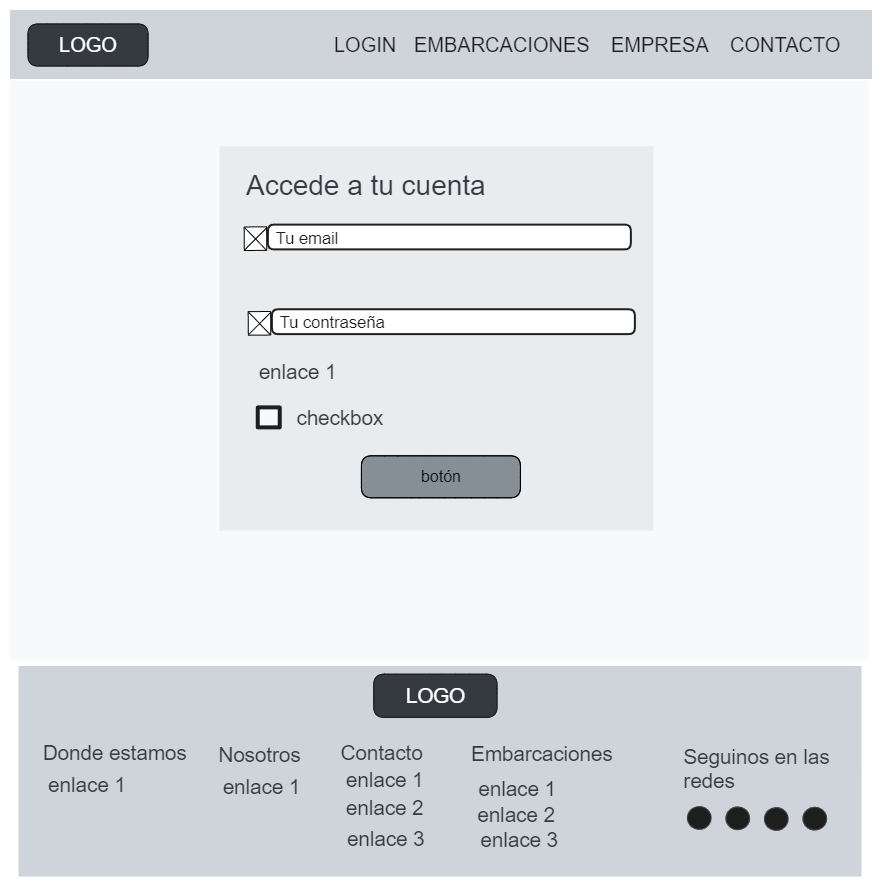 LOGO
LOGIN EMBARCACIONES EMPRESA CONTACTO
Accede a tu cuenta
Tu email
Tu contraseña
enlace 1
checkbox
botón
LOGO
Donde estamos
enlace 1
Nosotros
enlace 1
Contacto
enlace 1
enlace 2
enlace 3
Embarcaciones
enlace 1
enlace 2
enlace 3
Seguinos en las
redes